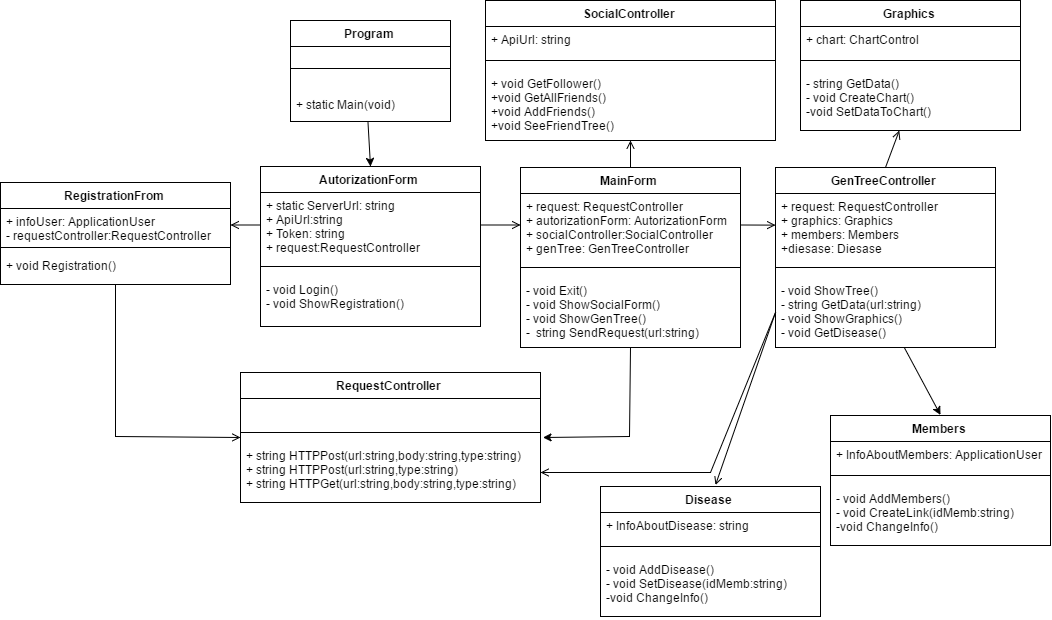 Program
+ static Main(void)
SocialController
+ ApiUrl: string
+ void GetFollower()
+void GetAllFriends()
+void AddFriends()
+void SeeFriendTree()
Graphics
+ chart: ChartControl
- string GetData()
- void CreateChart()
-void SetDataToChart()
RegistrationFrom
+ infoUser: ApplicationUser
- requestController:RequestController
+ void Registration()
AutorizationForm
+ static ServerUrl: string
+ ApiUrl:string
+ Token: string
+ request:RequestController
- void Login()
- void ShowRegistration()
MainForm
+ request: RequestController
+ autorizationForm: AutorizationForm
+ socialController:SocialController
+ genTree: GenTreeController
- void Exit()
- void ShowSocialForm()
- void ShowGenTree()
- string SendRequest(url:string)
GenTreeController
+ request: RequestController
+ graphics: Graphics
+ members: Members
+diesase: Diesase
- void ShowTree()
- string GetData(url:string)
- void ShowGraphics()
- void GetDisease()
RequestController
+ string HTTPPost(url:string,body:string,type:string)
+ string HTTPPost(url:string,type:string)
+ string HTTPGet(url:string,body:string,type:string)
Disease
+ InfoAboutDisease: string
- void AddDisease()
- void SetDisease(idMemb:string)
-void ChangeInfo()
Members
+ InfoAboutMembers: ApplicationUser
- void AddMembers()
- void CreateLink(idMemb:string)
-void ChangeInfo()